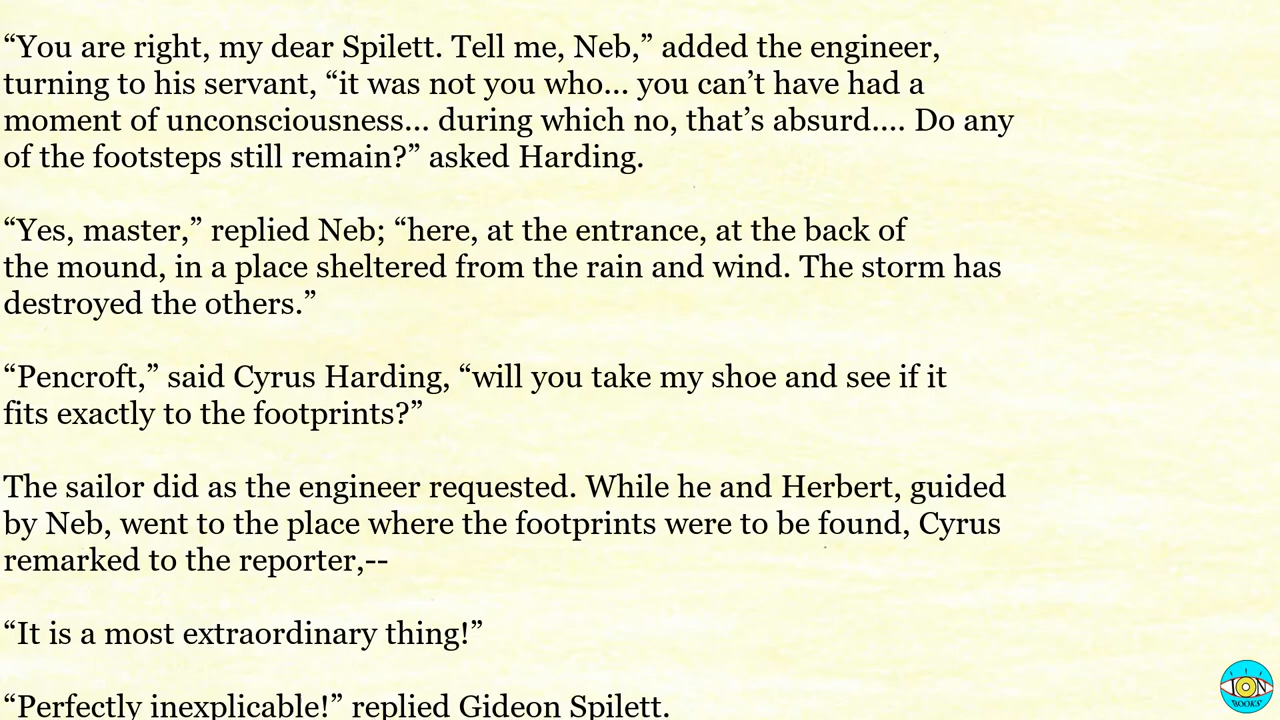 “You are right, my dear Spilett. Tell me, Neb,” added the engineer,
turning to his servant, “it was not you who... you can’t have had a
moment of unconsciousness... during which no, that’s absurd.... Do any
of the footsteps still remain?” asked Harding.
“Yes, master,” replied Neb; “here, at the entrance, at the back of
the mound, in a place sheltered from the rain and wind. The storm has
destroyed the others.”
“Pencroft,” said Cyrus Harding, “will you take my shoe and see if it
fits exactly to the footprints?”
The sailor did as the engineer requested. While he and Herbert, guided
by Neb, went to the place where the footprints were to be found, Cyrus
remarked to the reporter,--
“It is a most extraordinary thing!”
“Perfectly inexplicable!” replied Gideon Spilett.
ION
BOOKS